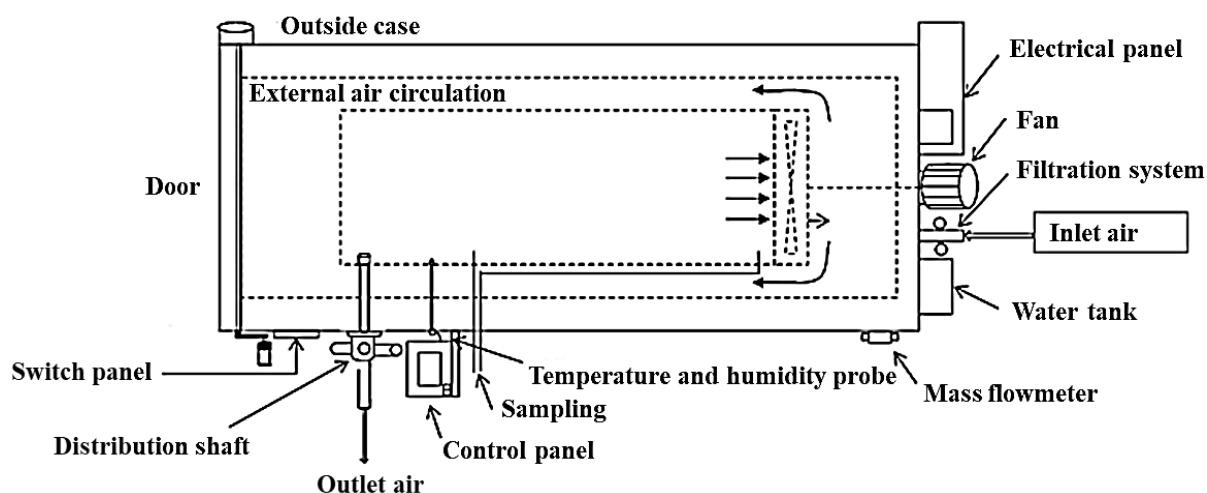 Outside case
Electrical panel
External air circulation
Fan
Door
Filtration system
Inlet air
Water tank
Switch panel
Temperature and humidity probe
Mass flowmeter
Sampling
Distribution shaft
Control panel
Outlet air